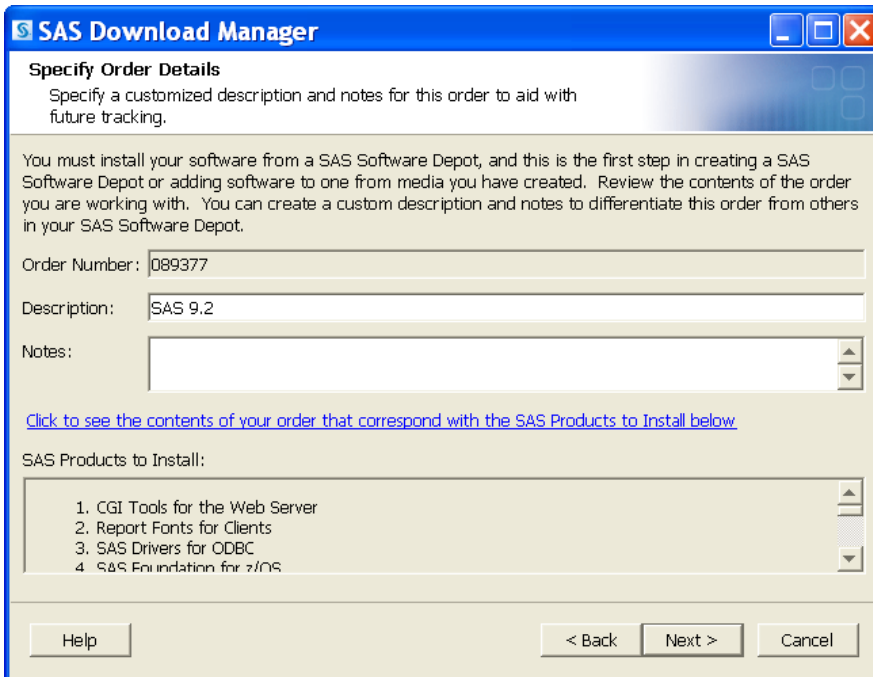 SAS Download Manager
Specify Order Details
Specify a customized description and notes for this order to aid with
future tracking.
You must install your software from a SAS Software Depot, and this is the first step in creating a SAS
Software Depot or adding software to one from media you have created. Review the contents of the order
you are working with. You can create a custom description and notes to differentiate this order from others
in your SAS Software Depot.
Order Number: 089377
Description: SAS 9.2
Notes:
Click to see the contents of your order that correspond with the SAS Products to Install below
SAS Products to Install:
1. CGI Tools for the Web Server
2. Report Fonts for Clients
3. SAS Drivers for ODBC
4. SAS Foundation for z/OS
Help < Back Next > Cancel